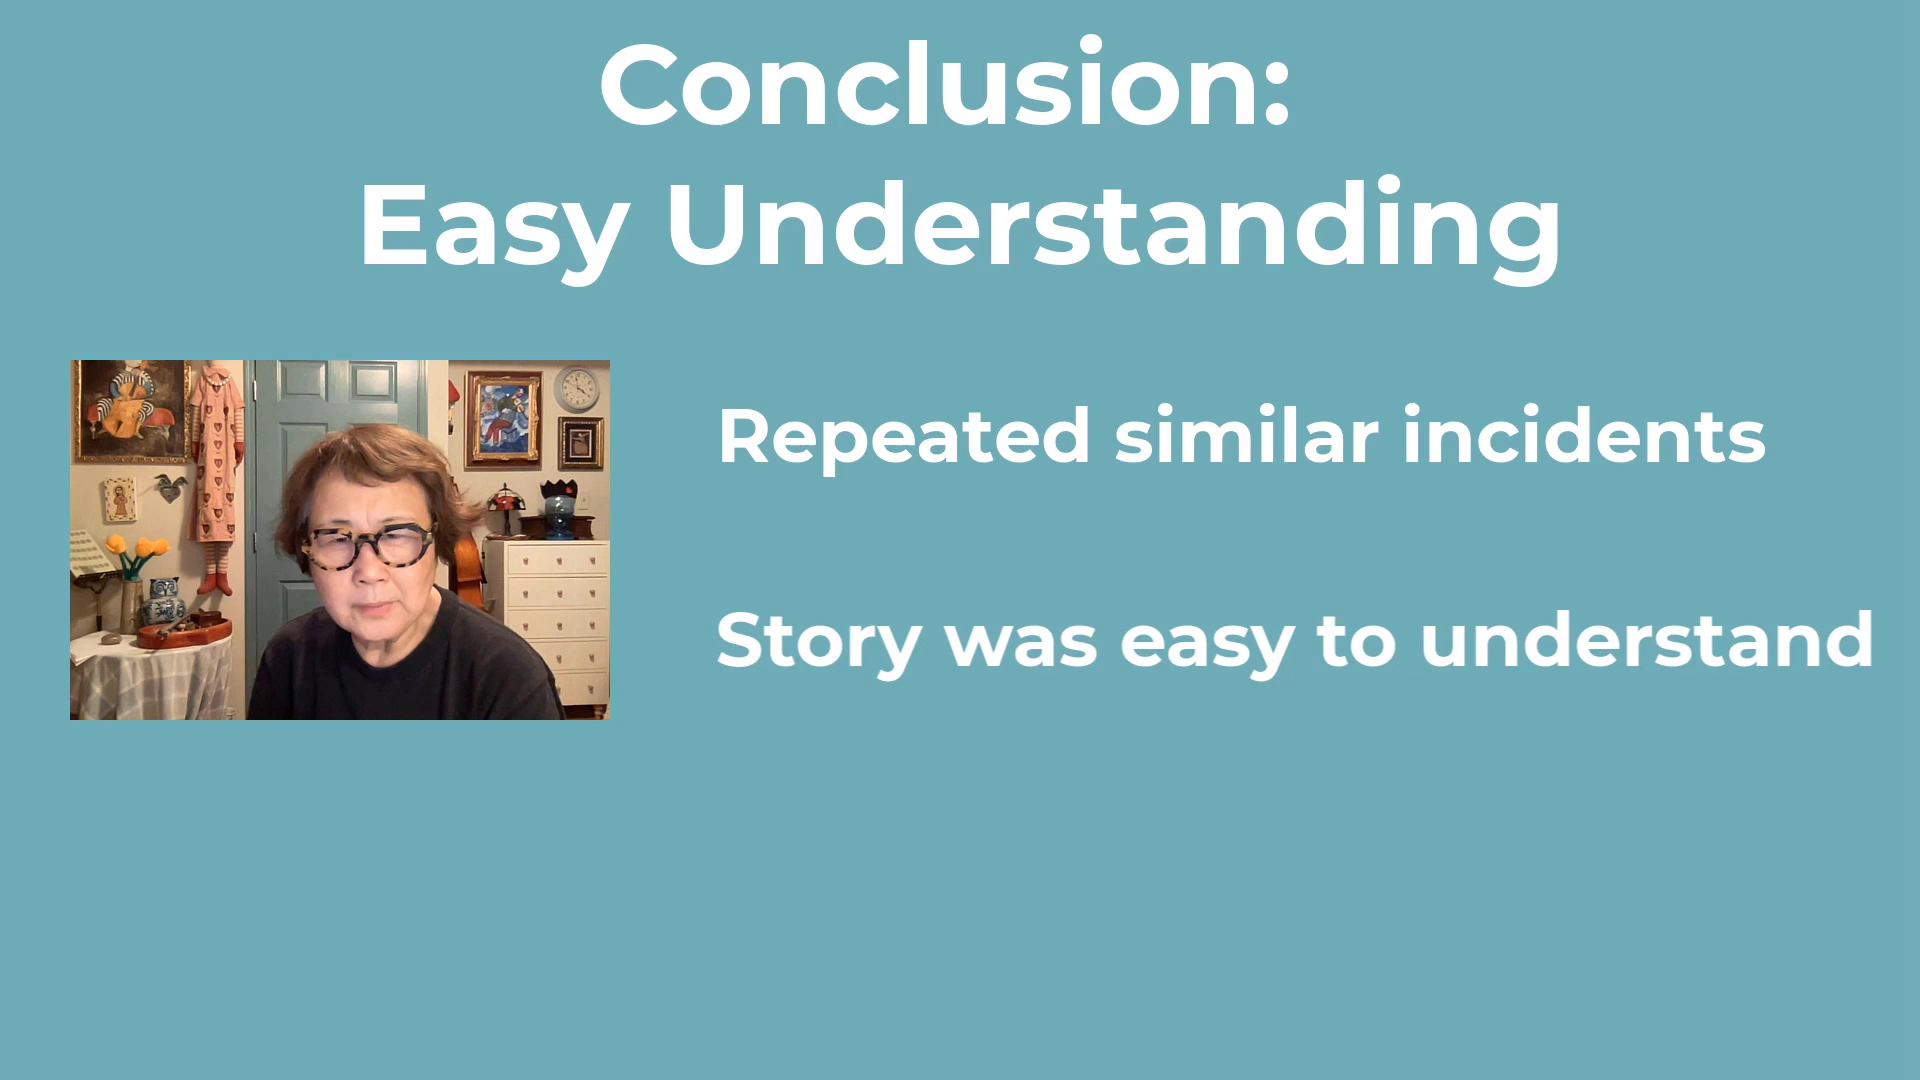 Conclusion:
Easy Understanding
Repeated similar incidents
Story was easy to understand